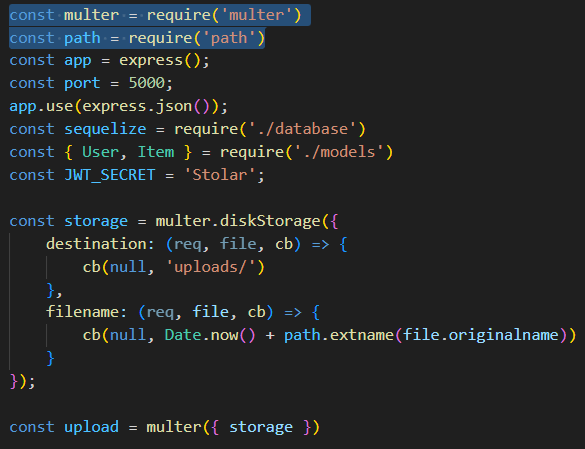 const multer = require('multer')
const path = require('path')
const app = express();
const port = 5000;
app.use(express.json());
const sequelize = require('./database')
const { User, Item } = require('./models')
const JWT_SECRET = 'Stolar';
const storage = multer.diskStorage({
    destination: (req, file, cb) => {
        cb(null, 'uploads/')
    },
    filename: (req, file, cb) => {
        cb(null, Date.now() + path.extname(file.originalname))
    }
});
const upload = multer({ storage })